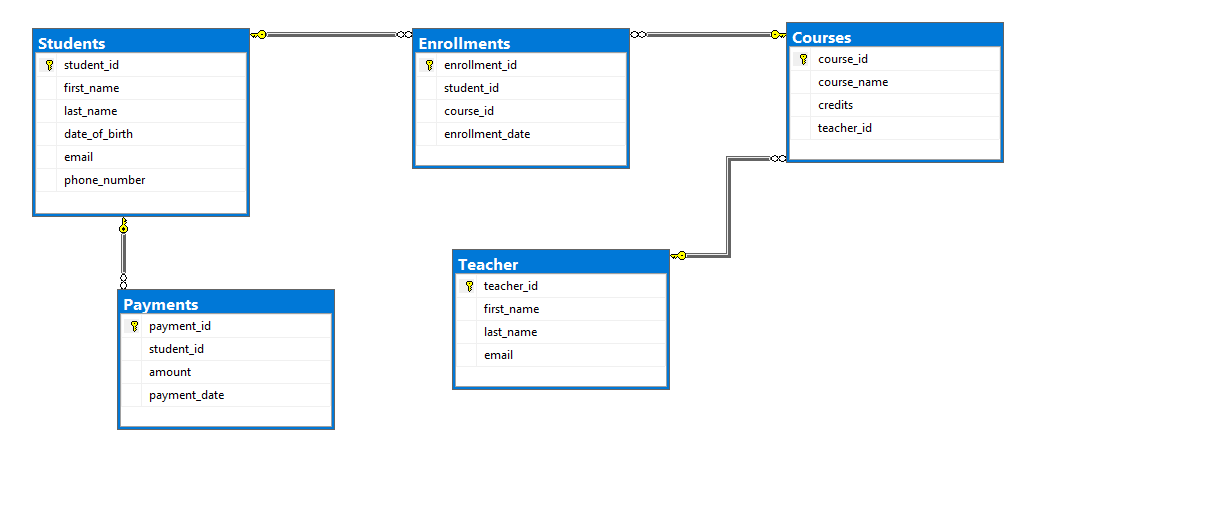 Students
student_id
first_name
last_name
date_of_birth
email
phone_number
Enrollments
enrollment_id
student_id
course_id
enrollment_date
Courses
course_id
course_name
credits
teacher_id
Payments
payment_id
student_id
amount
payment_date
Teacher
teacher_id
first_name
last_name
email